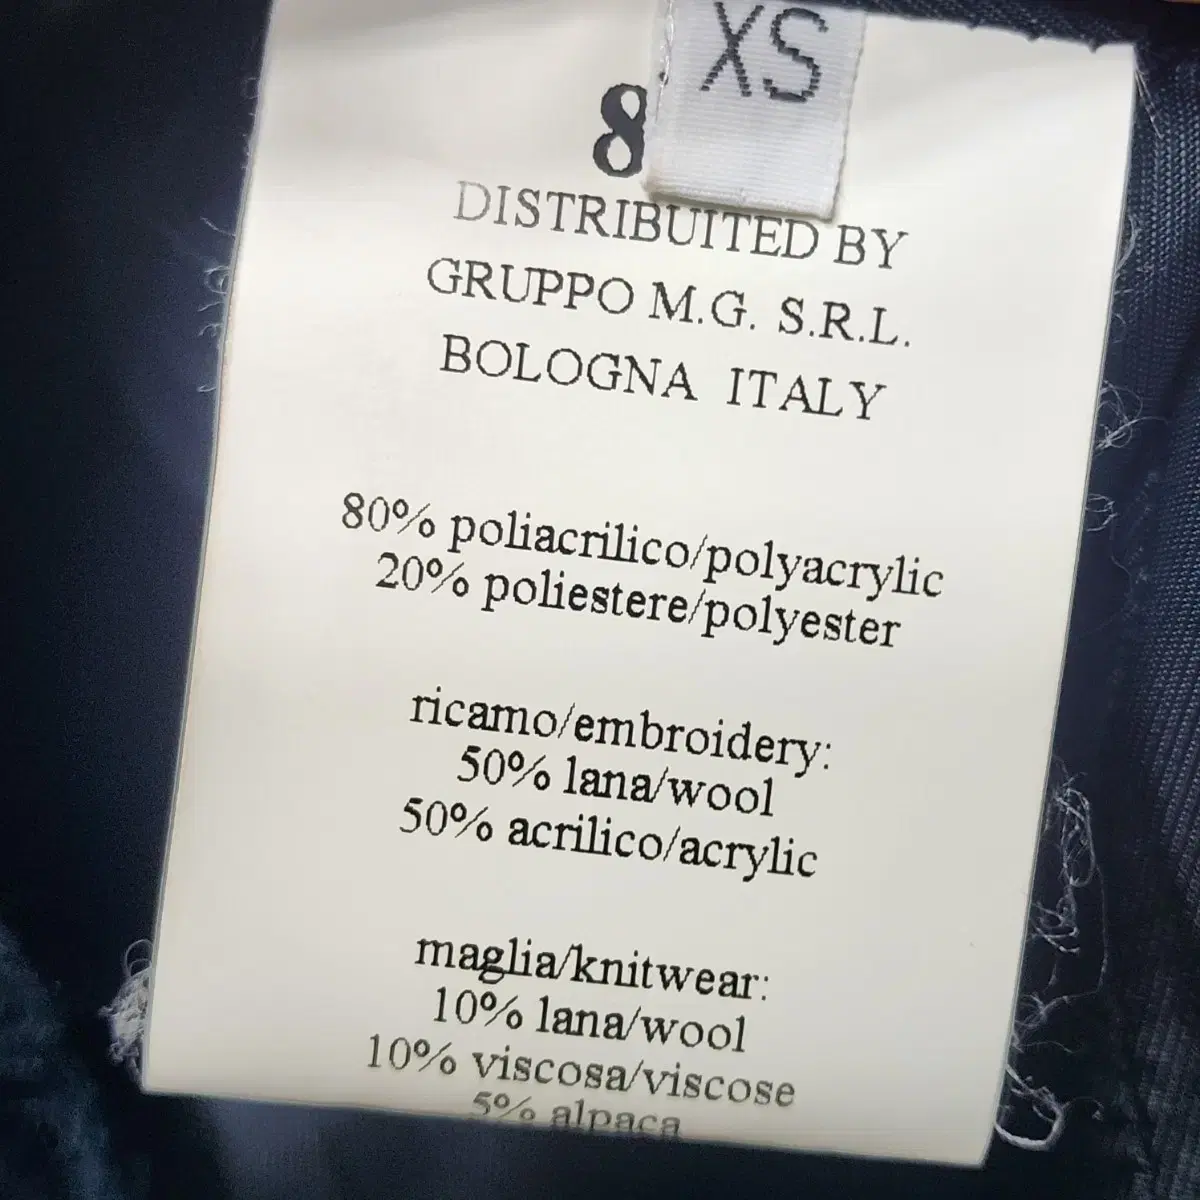 XS
8
DISTRIBUITED BY
GRUPPO M.G. S.R.L.
BOLOGNA ITALY
80% poliacrilico/polyacrylic
20% poliestere/polyester
ricamo/embroidery:
50% lana/wool
50% acrilico/acrylic
maglia/knitwear:
10% lana/wool
10% viscosa/viscose
5% alpaca